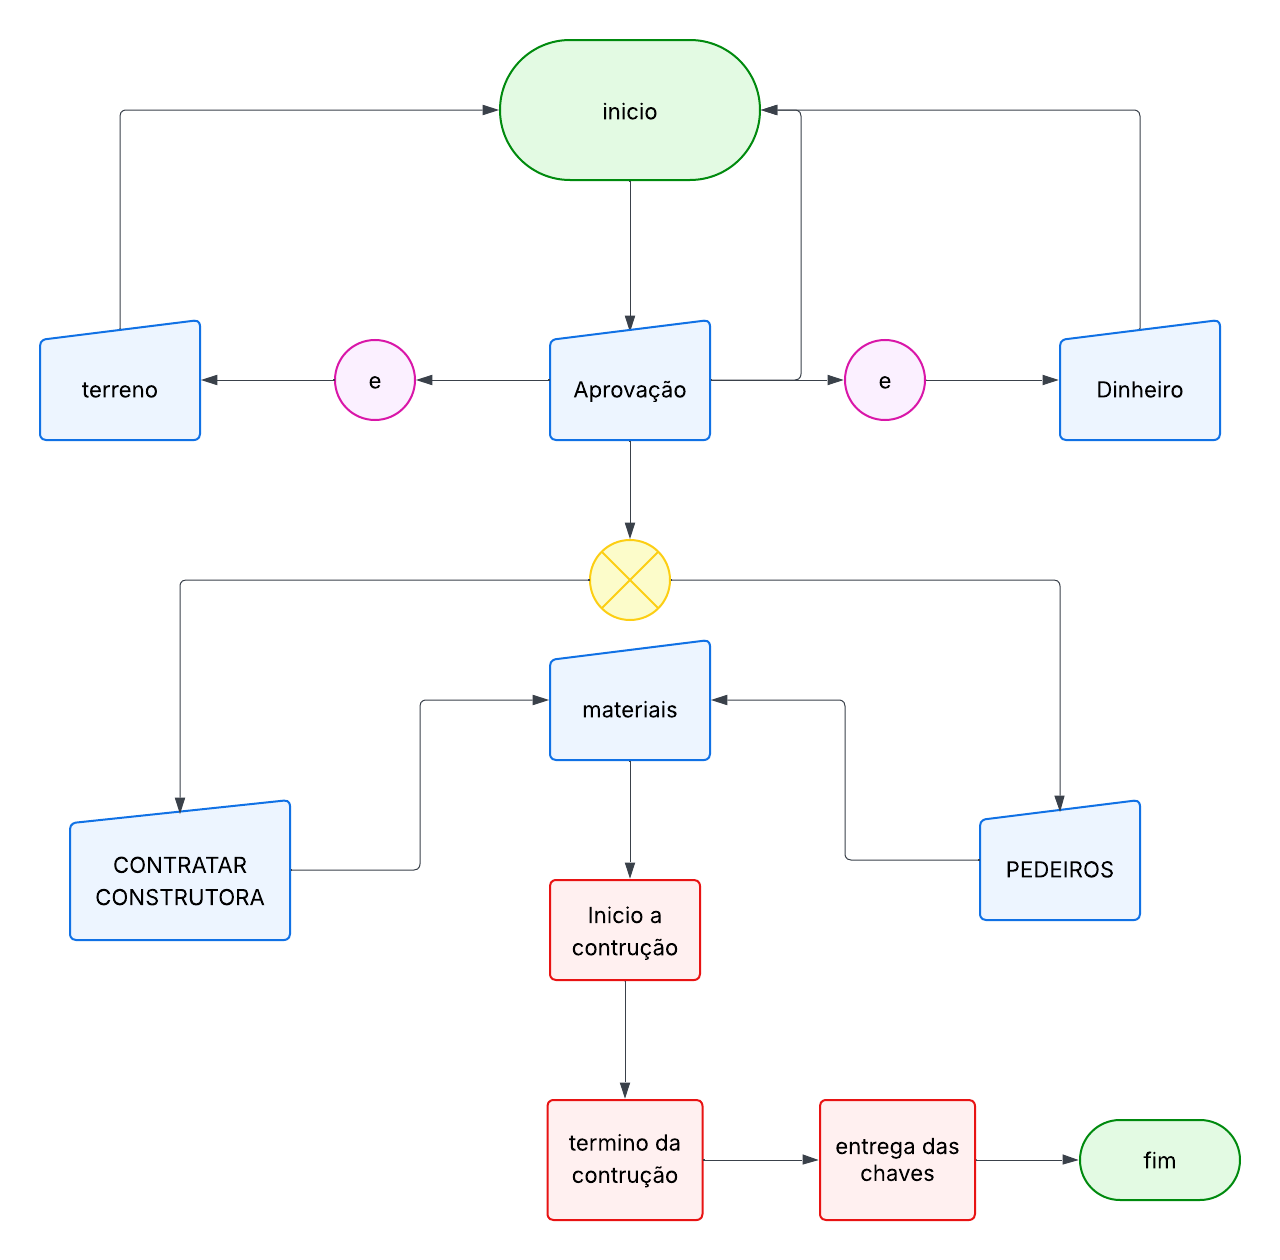 inicio
terreno
e
Aprovação
e
Dinheiro
materiais
CONTRATAR
CONSTRUTORA
PEDEIROS
Inicio a
contrução
termino da
contrução
entrega das
chaves
fim